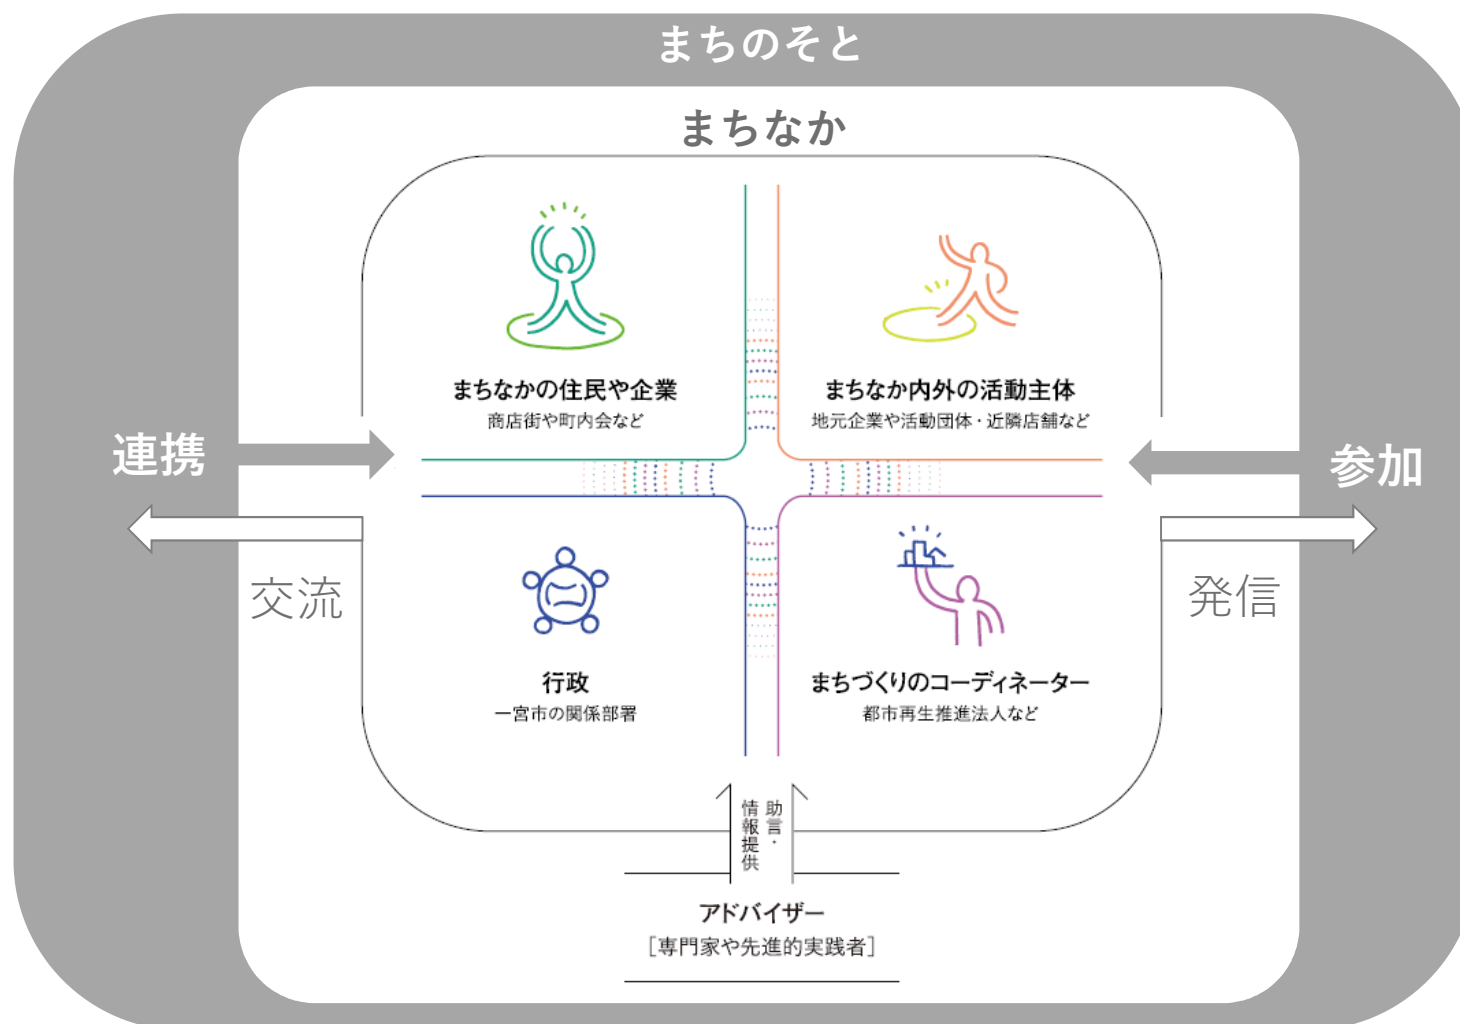 まちのそと
まちなか
まちなかの住民や企業
商店街や町内会など
まちなか内外の活動主体
地元企業や活動団体・近隣店舗など
連携
参加
交流
発信
行政
一宮市の関係部署
まちづくりのコーディネーター
都市再生推進法人など
助言・
情報提供
アドバイザー
［専門家や先進的実践者］